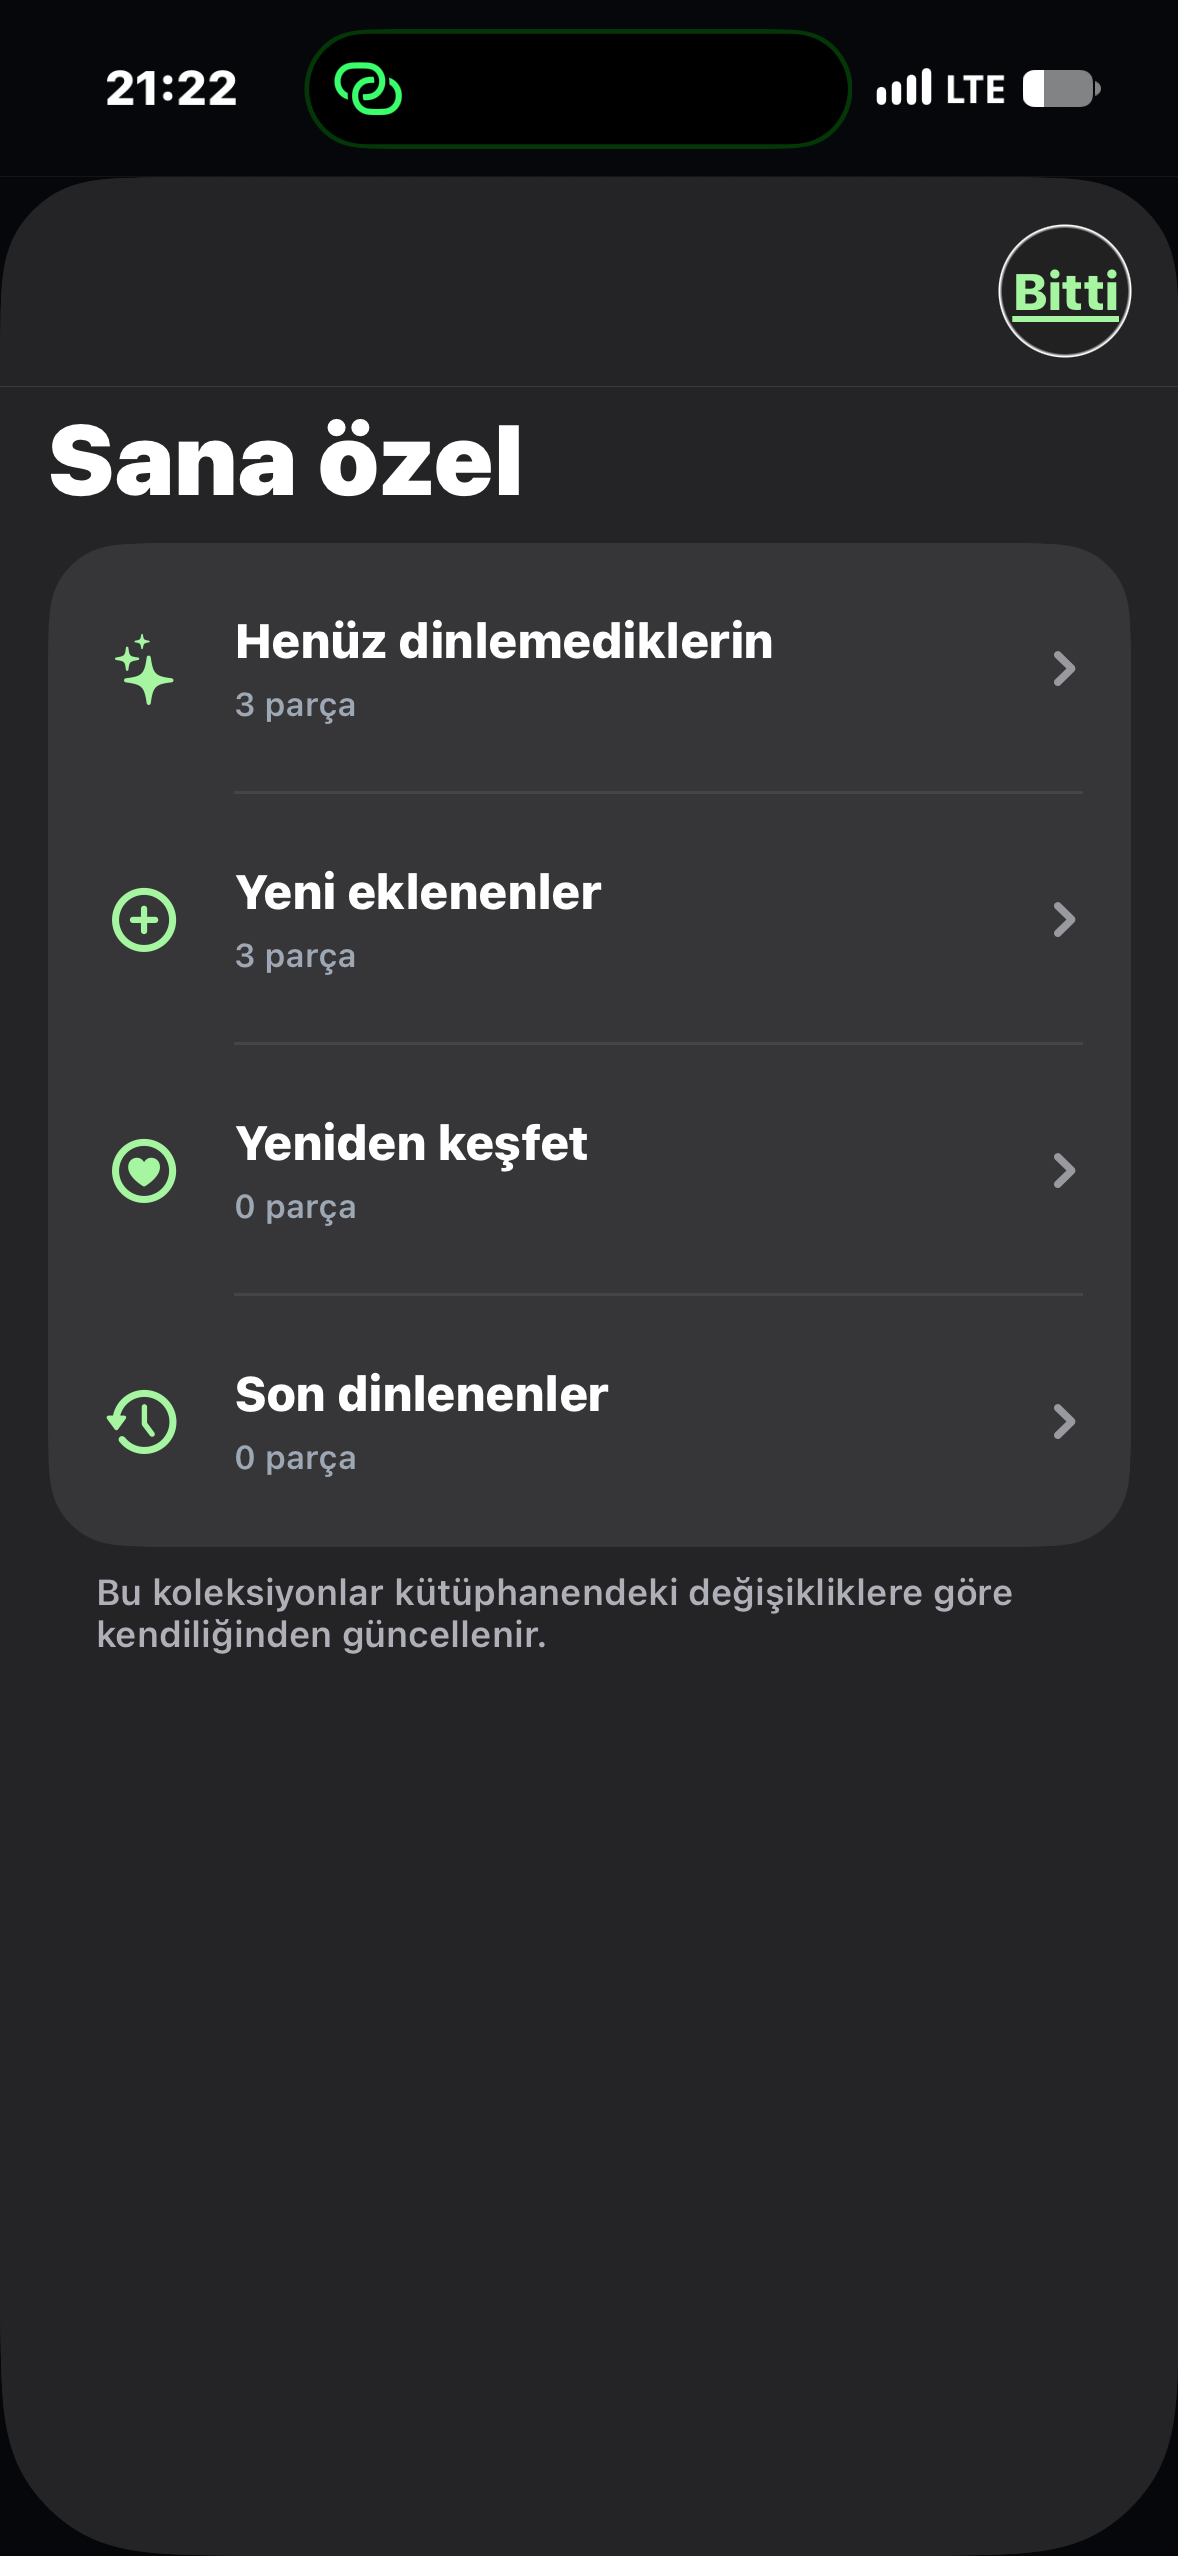 21:22
LTE
Bitti
Sana özel
Henüz dinlemediklerin
3 parça
Yeni eklenenler
3 parça
Yeniden keşfet
0 parça
Son dinlenenler
0 parça
Bu koleksiyonlar kütüphanendeki değişikliklere göre
kendiliğinden güncellenir.